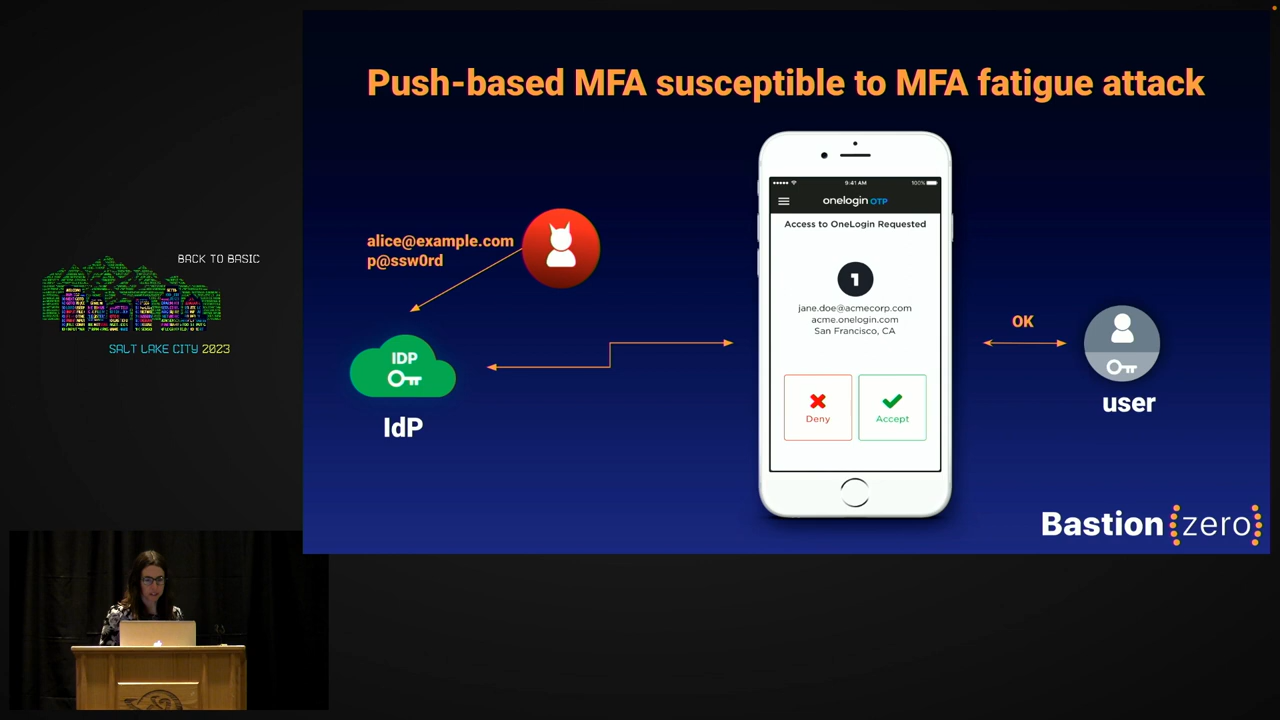 Push-based MFA susceptible to MFA fatigue attack
alice@example.com
p@ssw0rd
IDP
IdP
9:41 AM
100%
onelogin OTP
Access to OneLogin Requested
1
jane.doe@acmecorp.com
acme.onelogin.com
San Francisco, CA
Deny
Accept
OK
user
Bastion{zero}
BACK TO BASIC
SALT LAKE CITY 2023